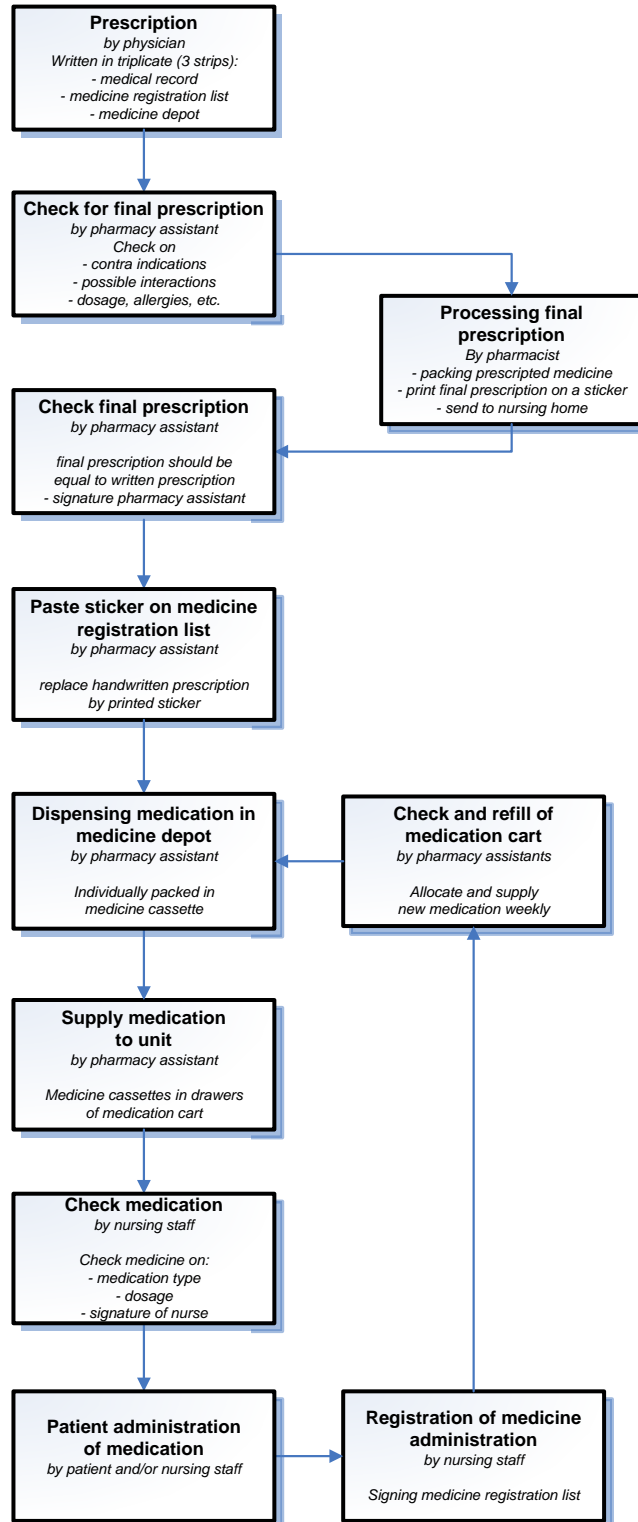 Prescription
by physician
Written in triplicate (3 strips):
- medical record
- medicine registration list
- medicine depot
Check for final prescription
by pharmacy assistant
Check on
- contra indications
- possible interactions
- dosage, allergies, etc.
Processing final
prescription
By pharmacist
- packing prescripted medicine
- print final prescription on a sticker
- send to nursing home
Check final prescription
by pharmacy assistant
final prescription should be
equal to written prescription
- signature pharmacy assistant
Paste sticker on medicine
registration list
by pharmacy assistant
replace handwritten prescription
by printed sticker
Dispensing medication in
medicine depot
by pharmacy assistant
Individually packed in
medicine cassette
Check and refill of
medication cart
by pharmacy assistants
Allocate and supply
new medication weekly
Supply medication
to unit
by pharmacy assistant
Medicine cassettes in drawers
of medication cart
Check medication
by nursing staff
Check medicine on:
- medication type
- dosage
- signature of nurse
Patient administration
of medication
by patient and/or nursing staff
Registration of medicine
administration
by nursing staff
Signing medicine registration list